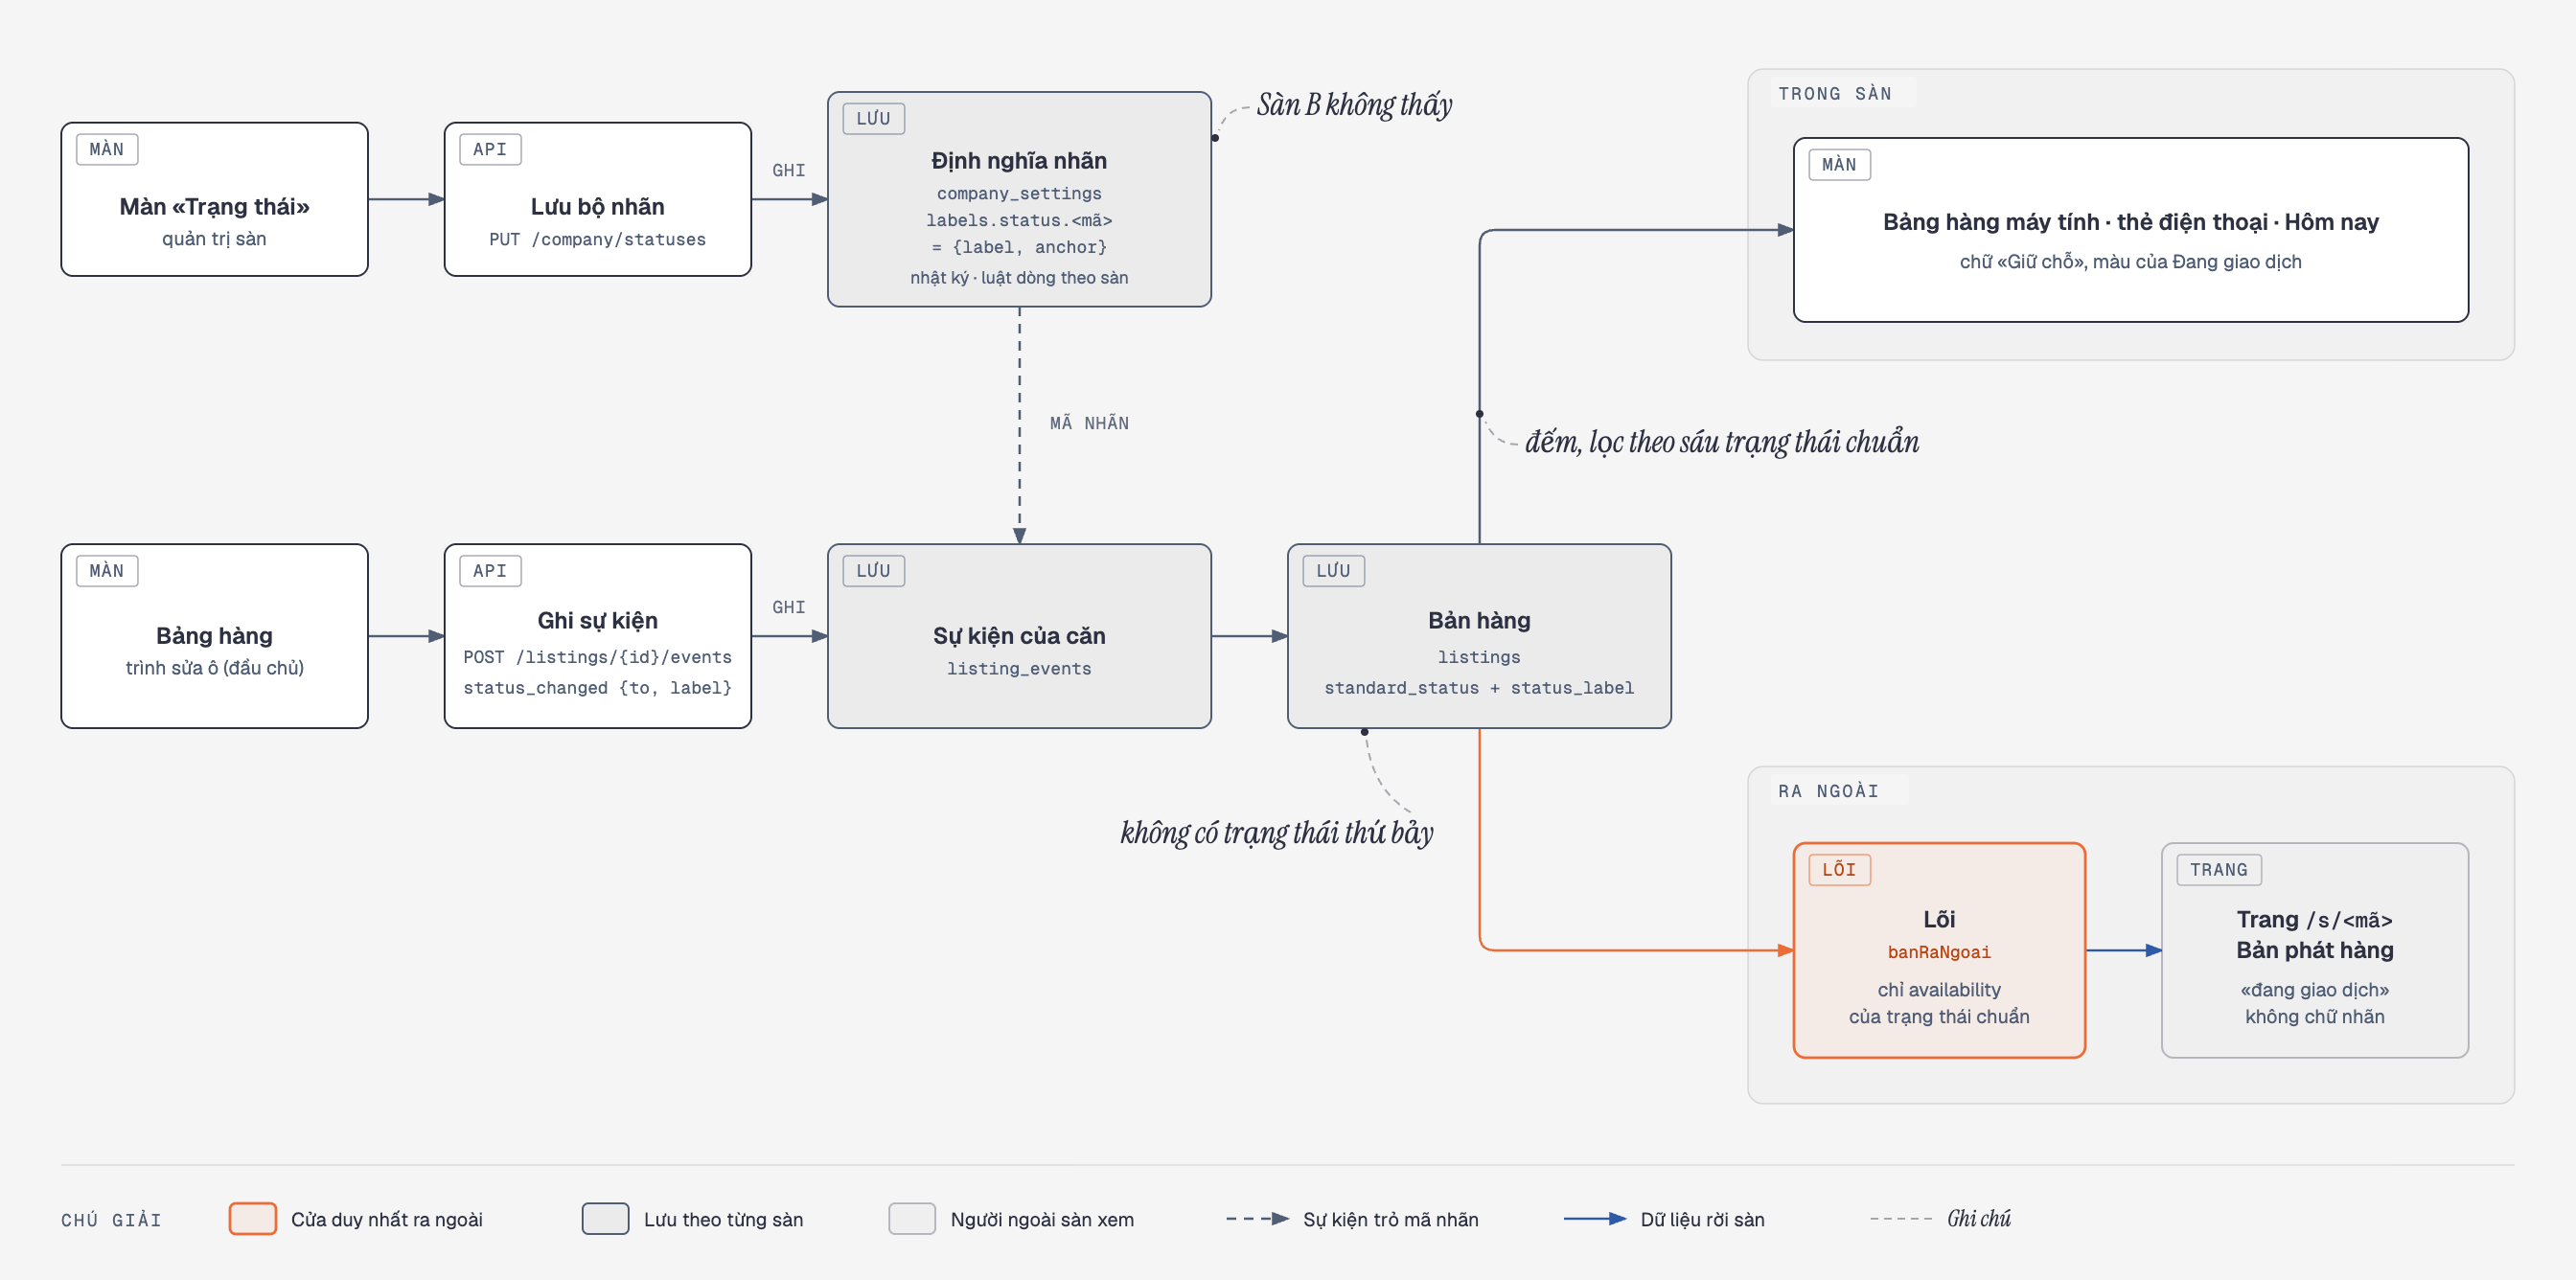 MÀN
Màn «Trạng thái»
quản trị sàn
API
Lưu bộ nhãn
PUT /company/statuses
GHI
LƯU
Định nghĩa nhãn
company_settings
labels.status.<mã>
= {label, anchor}
nhật ký · luật dòng theo sàn
Sàn B không thấy
TRONG SÀN
MÀN
Bảng hàng máy tính · thẻ điện thoại · Hôm nay
chữ «Giữ chỗ», màu của Đang giao dịch
MÃ NHÃN
đếm, lọc theo sáu trạng thái chuẩn
MÀN
Bảng hàng
trình sửa ô (đầu chủ)
API
Ghi sự kiện
POST /listings/{id}/events
status_changed {to, label}
GHI
LƯU
Sự kiện của căn
listing_events
LƯU
Bản hàng
listings
standard_status + status_label
không có trạng thái thứ bảy
RA NGOÀI
LÕI
Lõi
banRaNgoai
chỉ availability
của trạng thái chuẩn
TRANG
Trang /s/<mã>
Bản phát hàng
«đang giao dịch»
không chữ nhãn
CHÚ GIẢI
Cửa duy nhất ra ngoài
Lưu theo từng sàn
Người ngoài sàn xem
Sự kiện trỏ mã nhãn
Dữ liệu rời sàn
Ghi chú